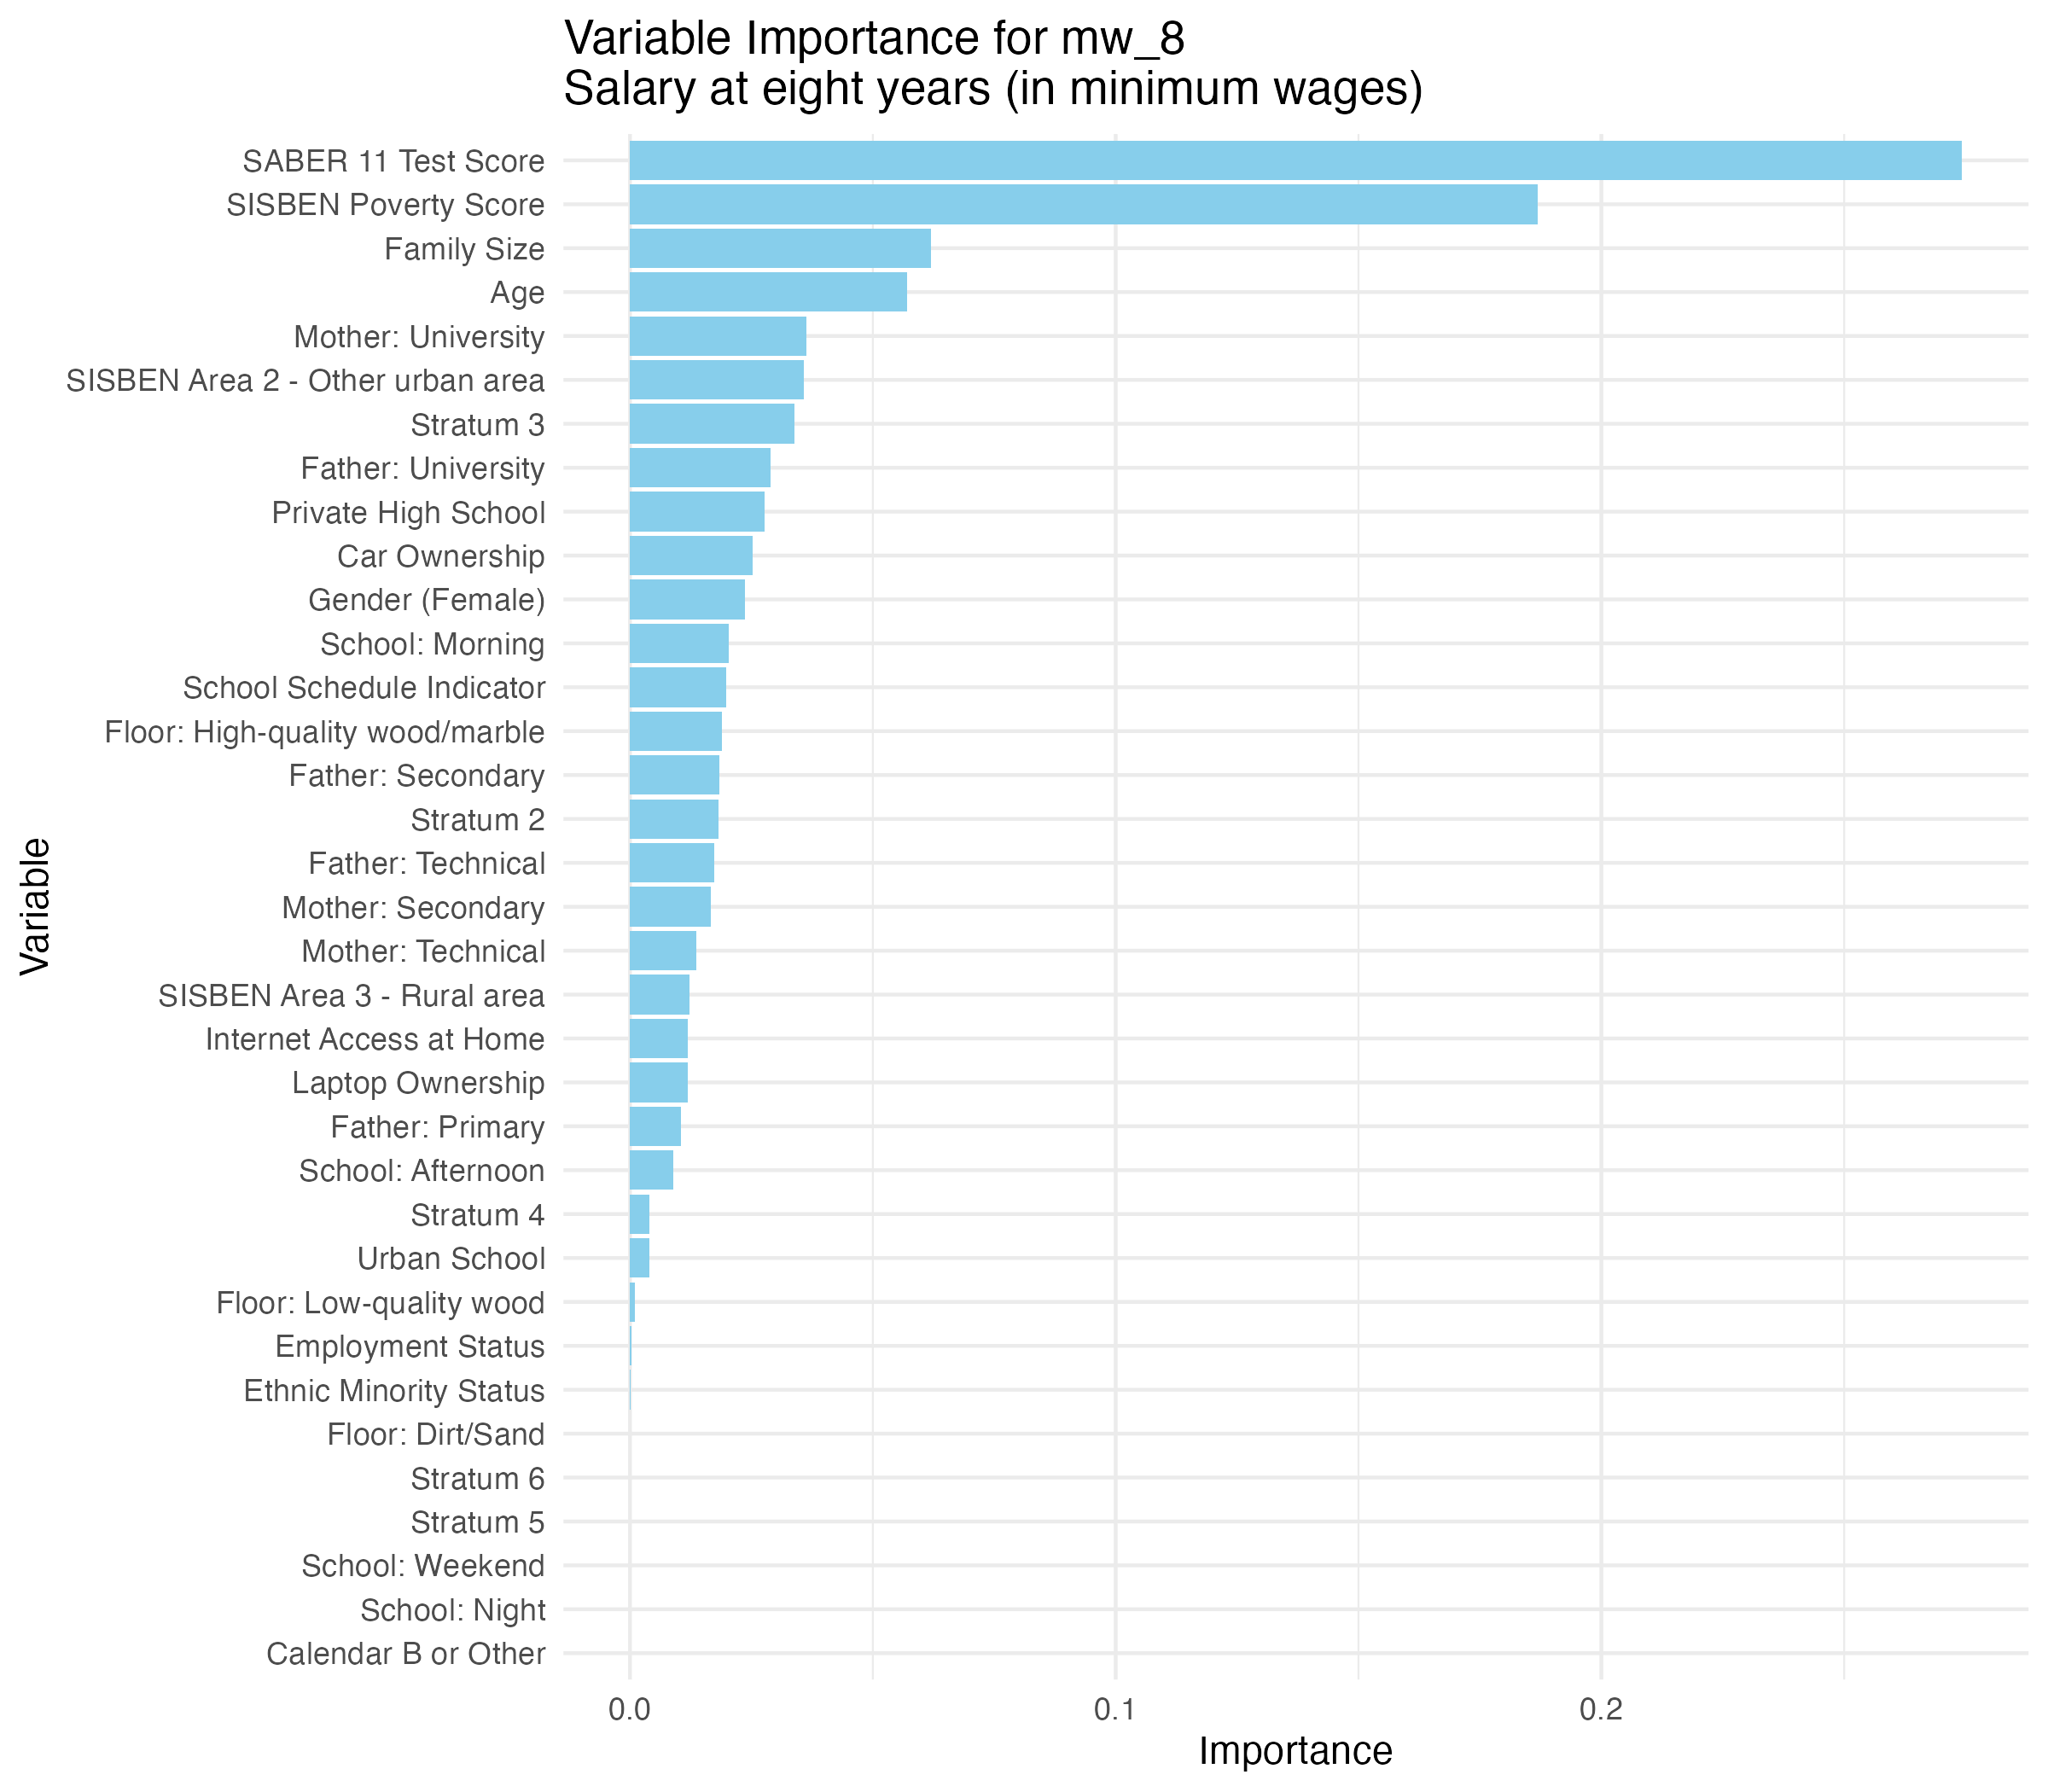 Variable Importance for mw_8
Salary at eight years (in minimum wages)
SABER 11 Test Score
SISBEN Poverty Score
Family Size
Age
Mother: University
SISBEN Area 2 - Other urban area
Stratum 3
Father: University
Private High School
Car Ownership
Gender (Female)
School: Morning
School Schedule Indicator
Floor: High-quality wood/marble
Father: Secondary
Stratum 2
Father: Technical
Mother: Secondary
Mother: Technical
SISBEN Area 3 - Rural area
Internet Access at Home
Laptop Ownership
Father: Primary
School: Afternoon
Stratum 4
Urban School
Floor: Low-quality wood
Employment Status
Ethnic Minority Status
Floor: Dirt/Sand
Stratum 6
Stratum 5
School: Weekend
School: Night
Calendar B or Other
Variable
0.0 0.1 0.2
Importance